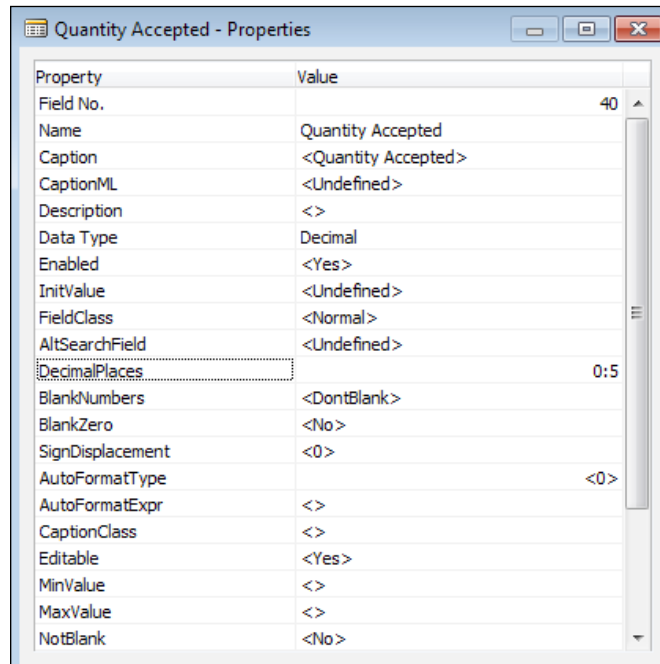 Quantity Accepted - Properties
Property Value
Field No. 40
Name Quantity Accepted
Caption <Quantity Accepted>
CaptionML <Undefined>
Description <>
Data Type Decimal
Enabled <Yes>
InitValue <Undefined>
FieldClass <Normal>
AltSearchField <Undefined>
DecimalPlaces 0:5
BlankNumbers <DontBlank>
BlankZero <No>
SignDisplacement <0>
AutoFormatType <0>
AutoFormatExpr <>
CaptionClass <>
Editable <Yes>
MinValue <>
MaxValue <>
NotBlank <No>